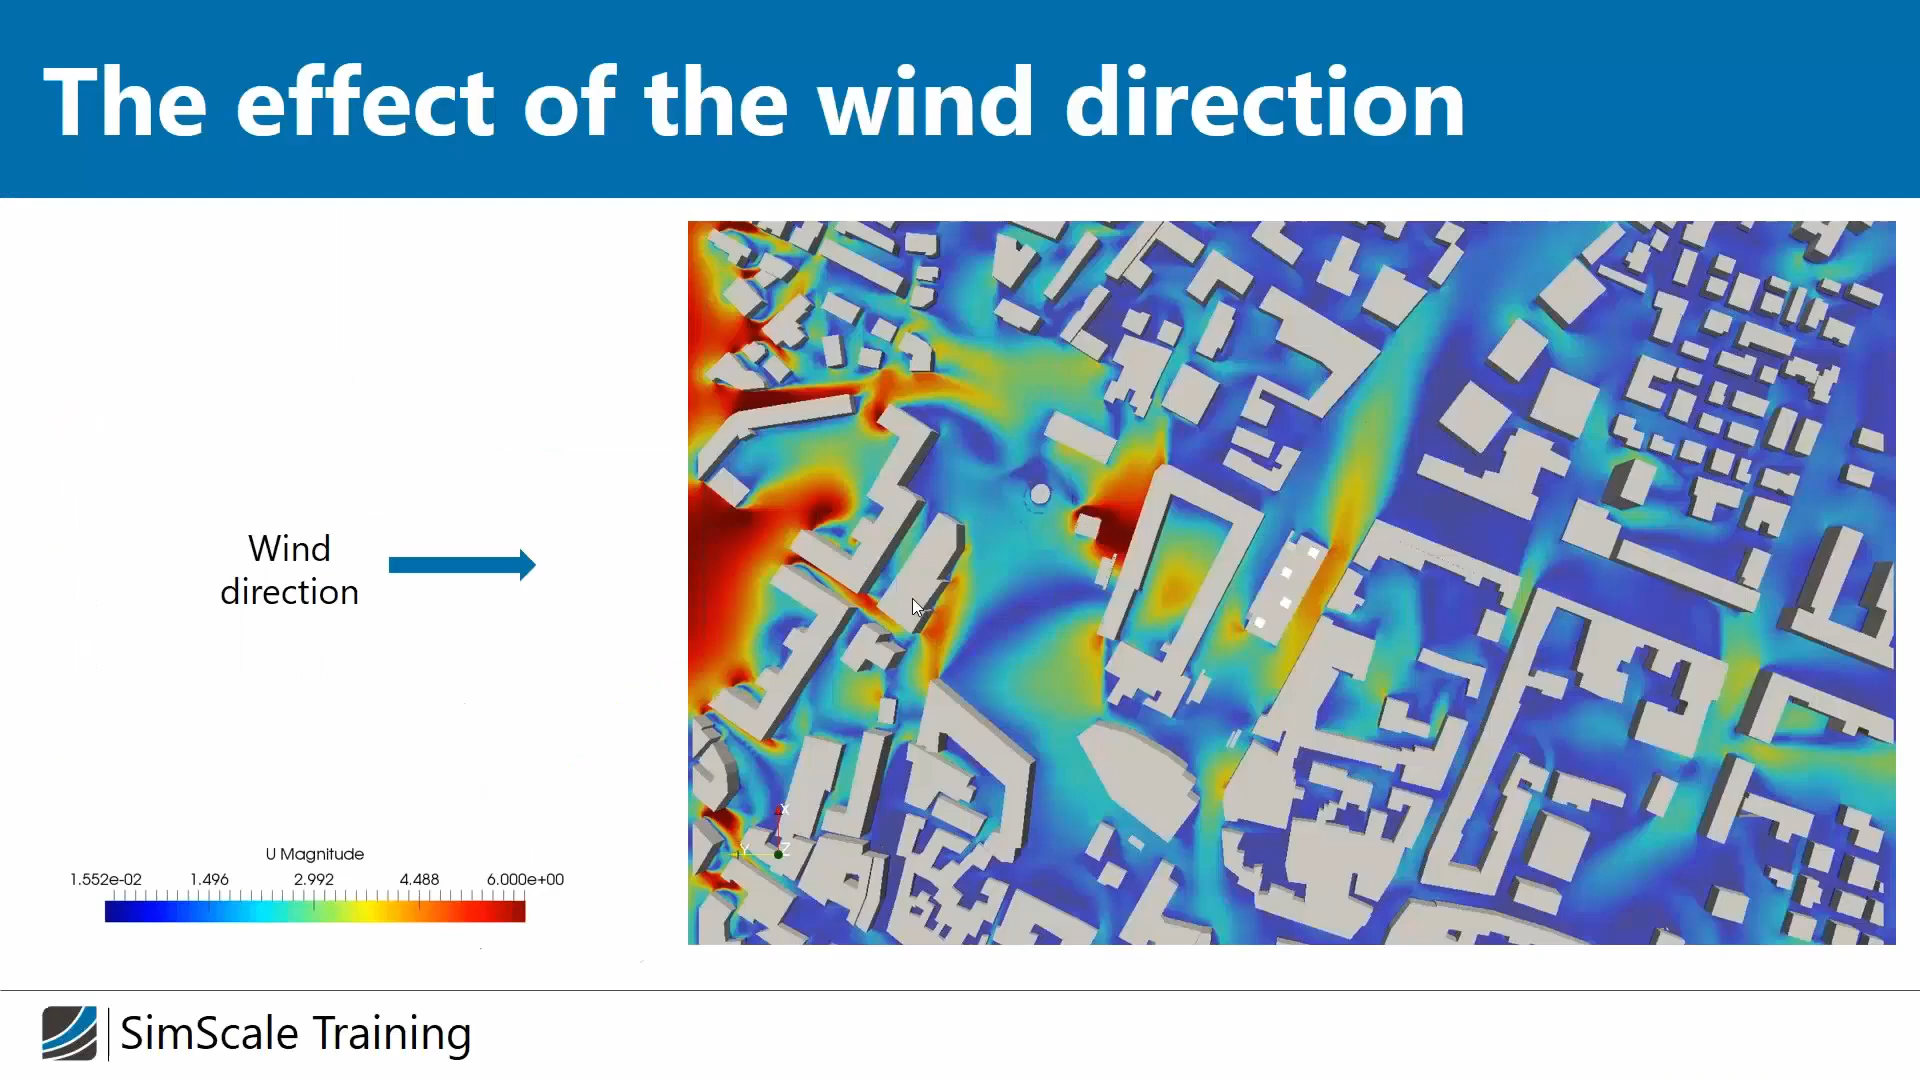 The effect of the wind direction
Wind
direction
U Magnitude
1.552e-02 1.496 2.992 4.488 6.000e+00
X
Y Z
SimScale Training